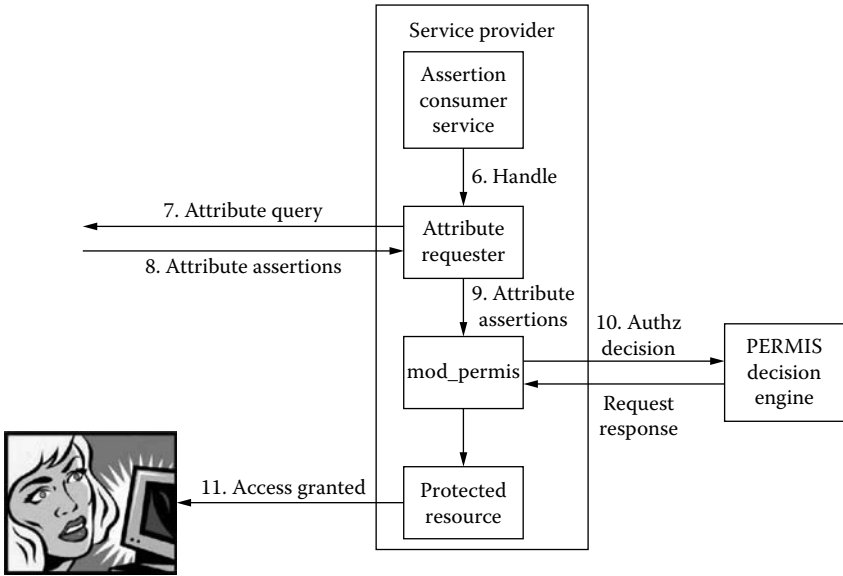 Service provider
Assertion
consumer
service
6. Handle
7. Attribute query
Attribute
requester
8. Attribute assertions
9. Attribute
assertions
10. Authz
decision
mod_permis
PERMIS
decision
engine
Request
response
11. Access granted
Protected
resource